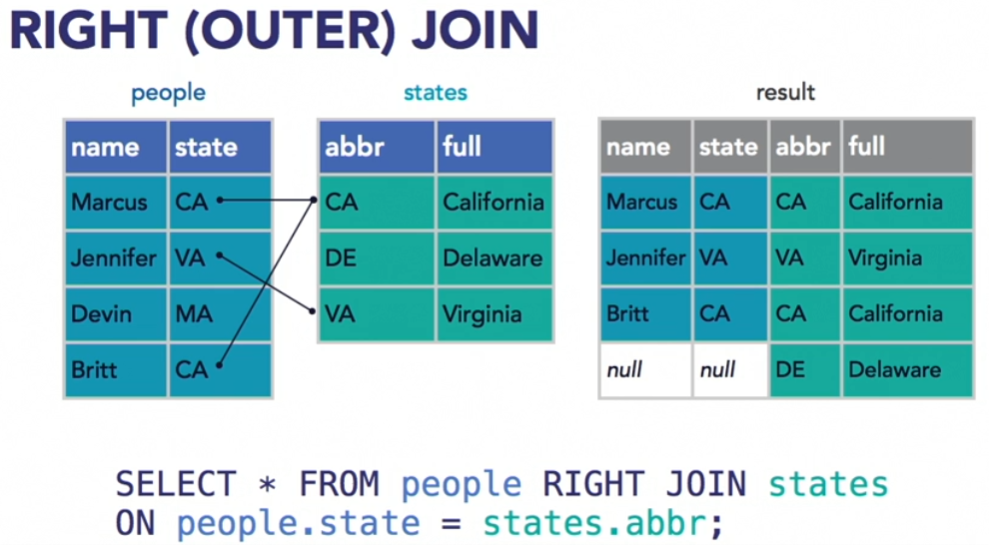 RIGHT (OUTER) JOIN
people
name state
Marcus CA
Jennifer VA
Devin MA
Britt CA
states
abbr full
CA California
DE Delaware
VA Virginia
result
name state abbr full
Marcus CA CA California
Jennifer VA VA Virginia
Britt CA CA California
null null DE Delaware
SELECT * FROM people RIGHT JOIN states
ON people.state = states.abbr;